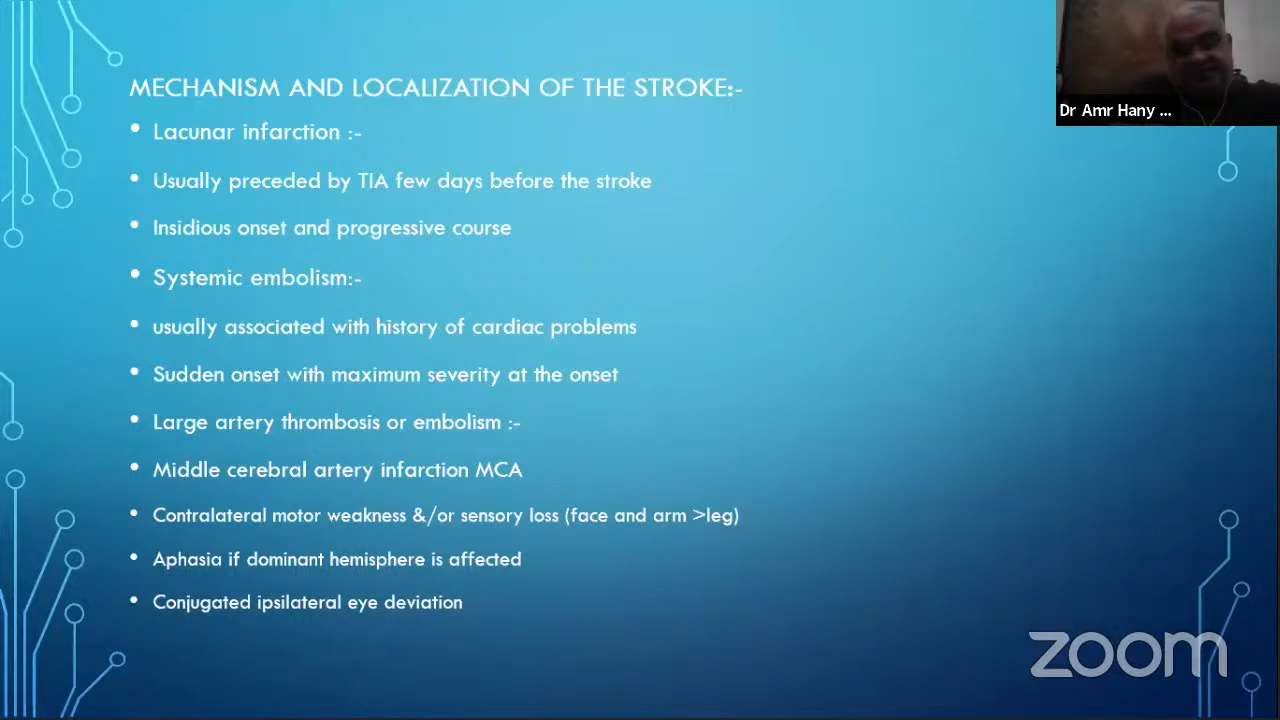 MECHANISM AND LOCALIZATION OF THE STROKE:-
• Lacunar infarction :-
• Usually preceded by TIA few days before the stroke
• Insidious onset and progressive course
• Systemic embolism:-
• usually associated with history of cardiac problems
• Sudden onset with maximum severity at the onset
• Large artery thrombosis or embolism :-
• Middle cerebral artery infarction MCA
• Contralateral motor weakness &/or sensory loss (face and arm >leg)
• Aphasia if dominant hemisphere is affected
• Conjugated ipsilateral eye deviation
Dr Amr Hany ...
zoom